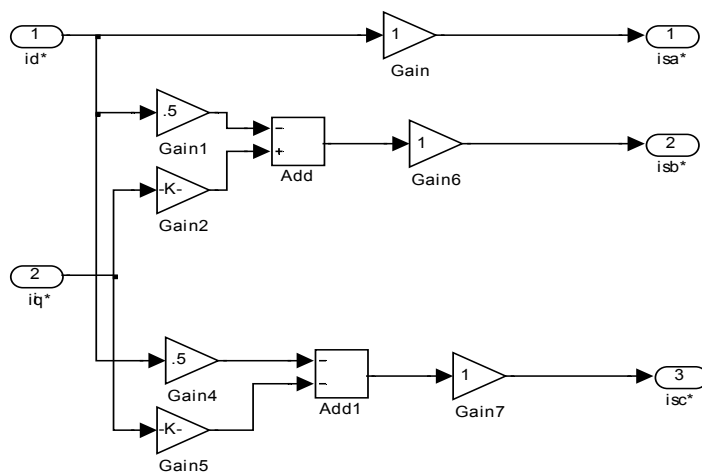 1
id*
1
Gain
1
isa*
.5
Gain1
-K-
Gain2
−
+
Add
1
Gain6
2
isb*
2
iq*
.5
Gain4
-K-
Gain5
−
−
Add1
1
Gain7
3
isc*